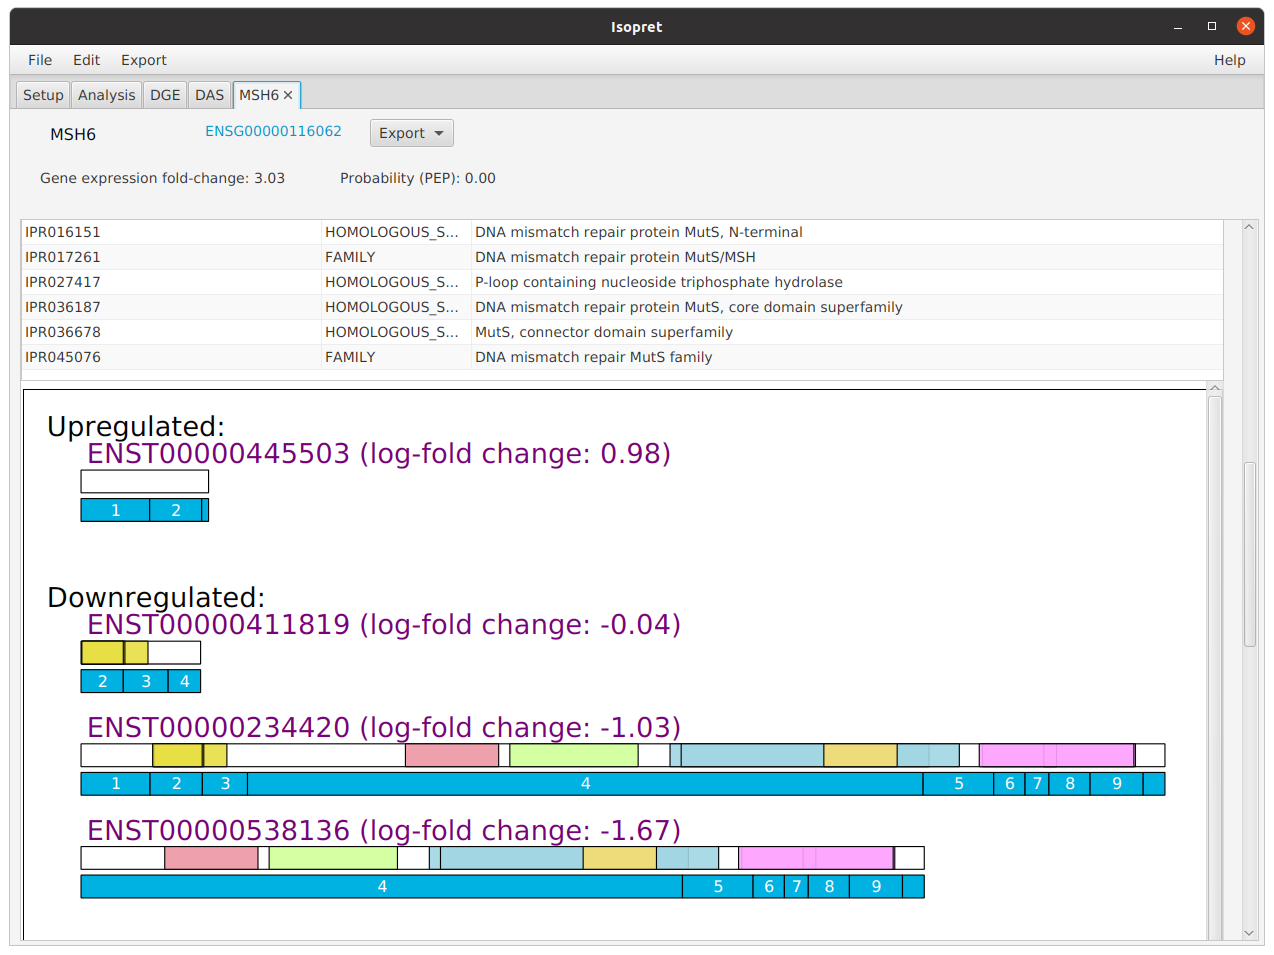 Isopret
File Edit Export Help
Setup Analysis DGE DAS MSH6
MSH6 ENSG00000116062 Export
Gene expression fold-change: 3.03 Probability (PEP): 0.00
IPR016151 HOMOLOGOUS_S... DNA mismatch repair protein MutS, N-terminal
IPR017261 FAMILY DNA mismatch repair protein MutS/MSH
IPR027417 HOMOLOGOUS_S... P-loop containing nucleoside triphosphate hydrolase
IPR036187 HOMOLOGOUS_S... DNA mismatch repair protein MutS, core domain superfamily
IPR036678 HOMOLOGOUS_S... MutS, connector domain superfamily
IPR045076 FAMILY DNA mismatch repair MutS family
Upregulated:
ENST00000445503 (log-fold change: 0.98)
1 2
Downregulated:
ENST00000411819 (log-fold change: -0.04)
2 3 4
ENST00000234420 (log-fold change: -1.03)
1 2 3 4 5 6 7 8 9
ENST00000538136 (log-fold change: -1.67)
4 5 6 7 8 9